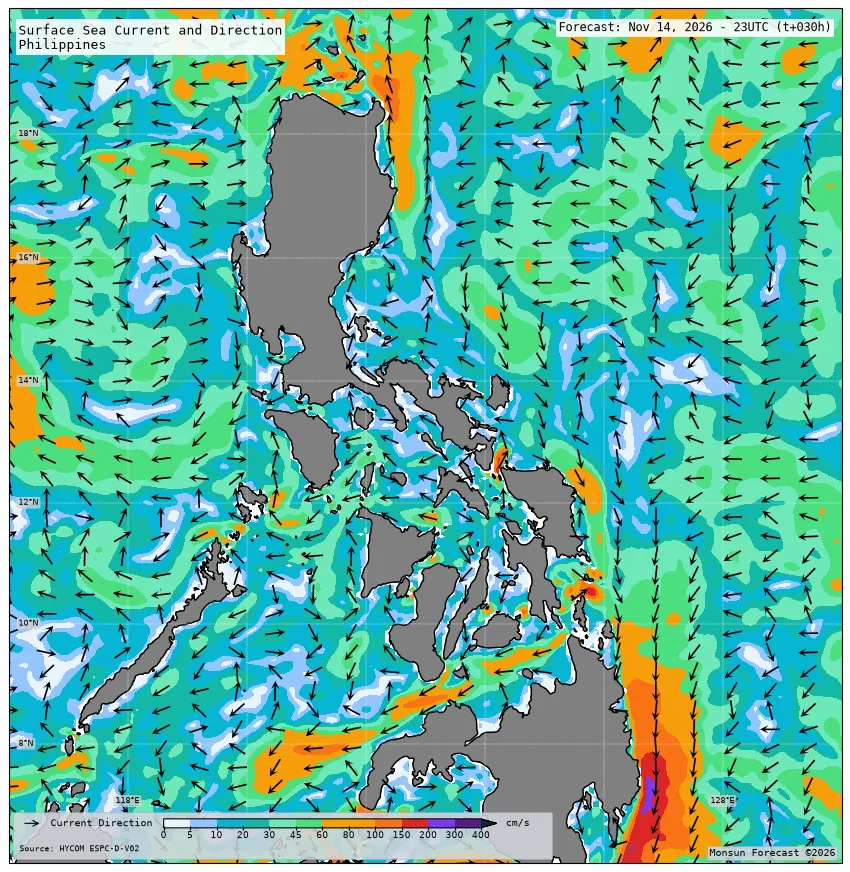 Surface Sea Current and Direction
Philippines
Forecast: Nov 14, 2026 - 23UTC (t+030h)
18°N
16°N
14°N
12°N
10°N
8°N
118°E
128°E
Current Direction
0 5 10 20 30 45 60 80 100 150 200 300 400
cm/s
Source: HYCOM ESPC-D-V02
Monsun Forecast ©2026